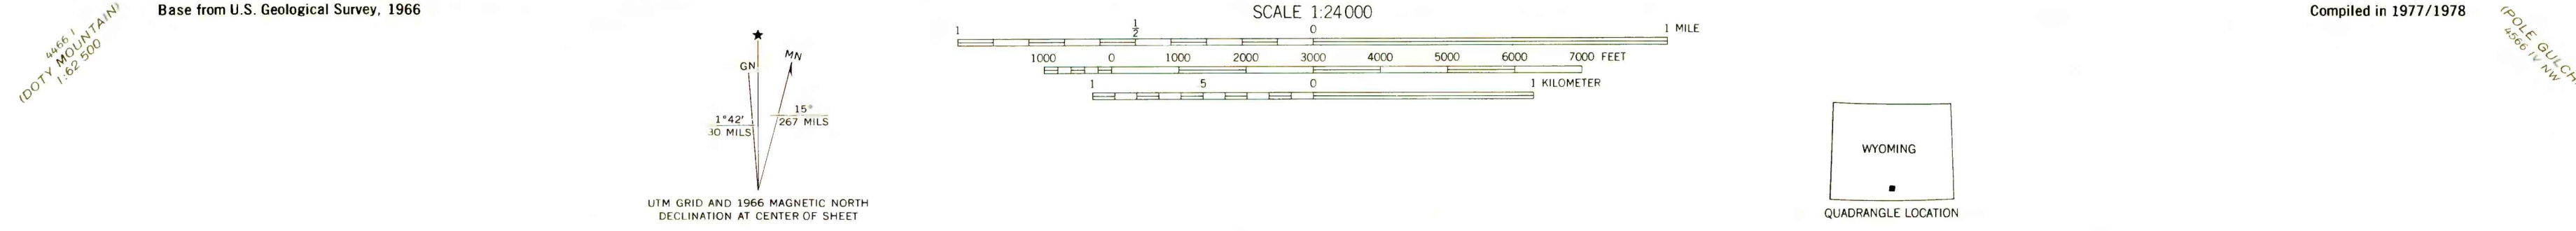 4466 I
(DOTY MOUNTAIN)
1:62 500
Base from U.S. Geological Survey, 1966
★
GN
MN
1°42'
30 MILS
15°
267 MILS
UTM GRID AND 1966 MAGNETIC NORTH
DECLINATION AT CENTER OF SHEET
SCALE 1:24 000
1 ½ 0 1 MILE
1000 0 1000 2000 3000 4000 5000 6000 7000 FEET
1 .5 0 1 KILOMETER
WYOMING
QUADRANGLE LOCATION
Compiled in 1977/1978
(POLE GULCH
4566 IV NW